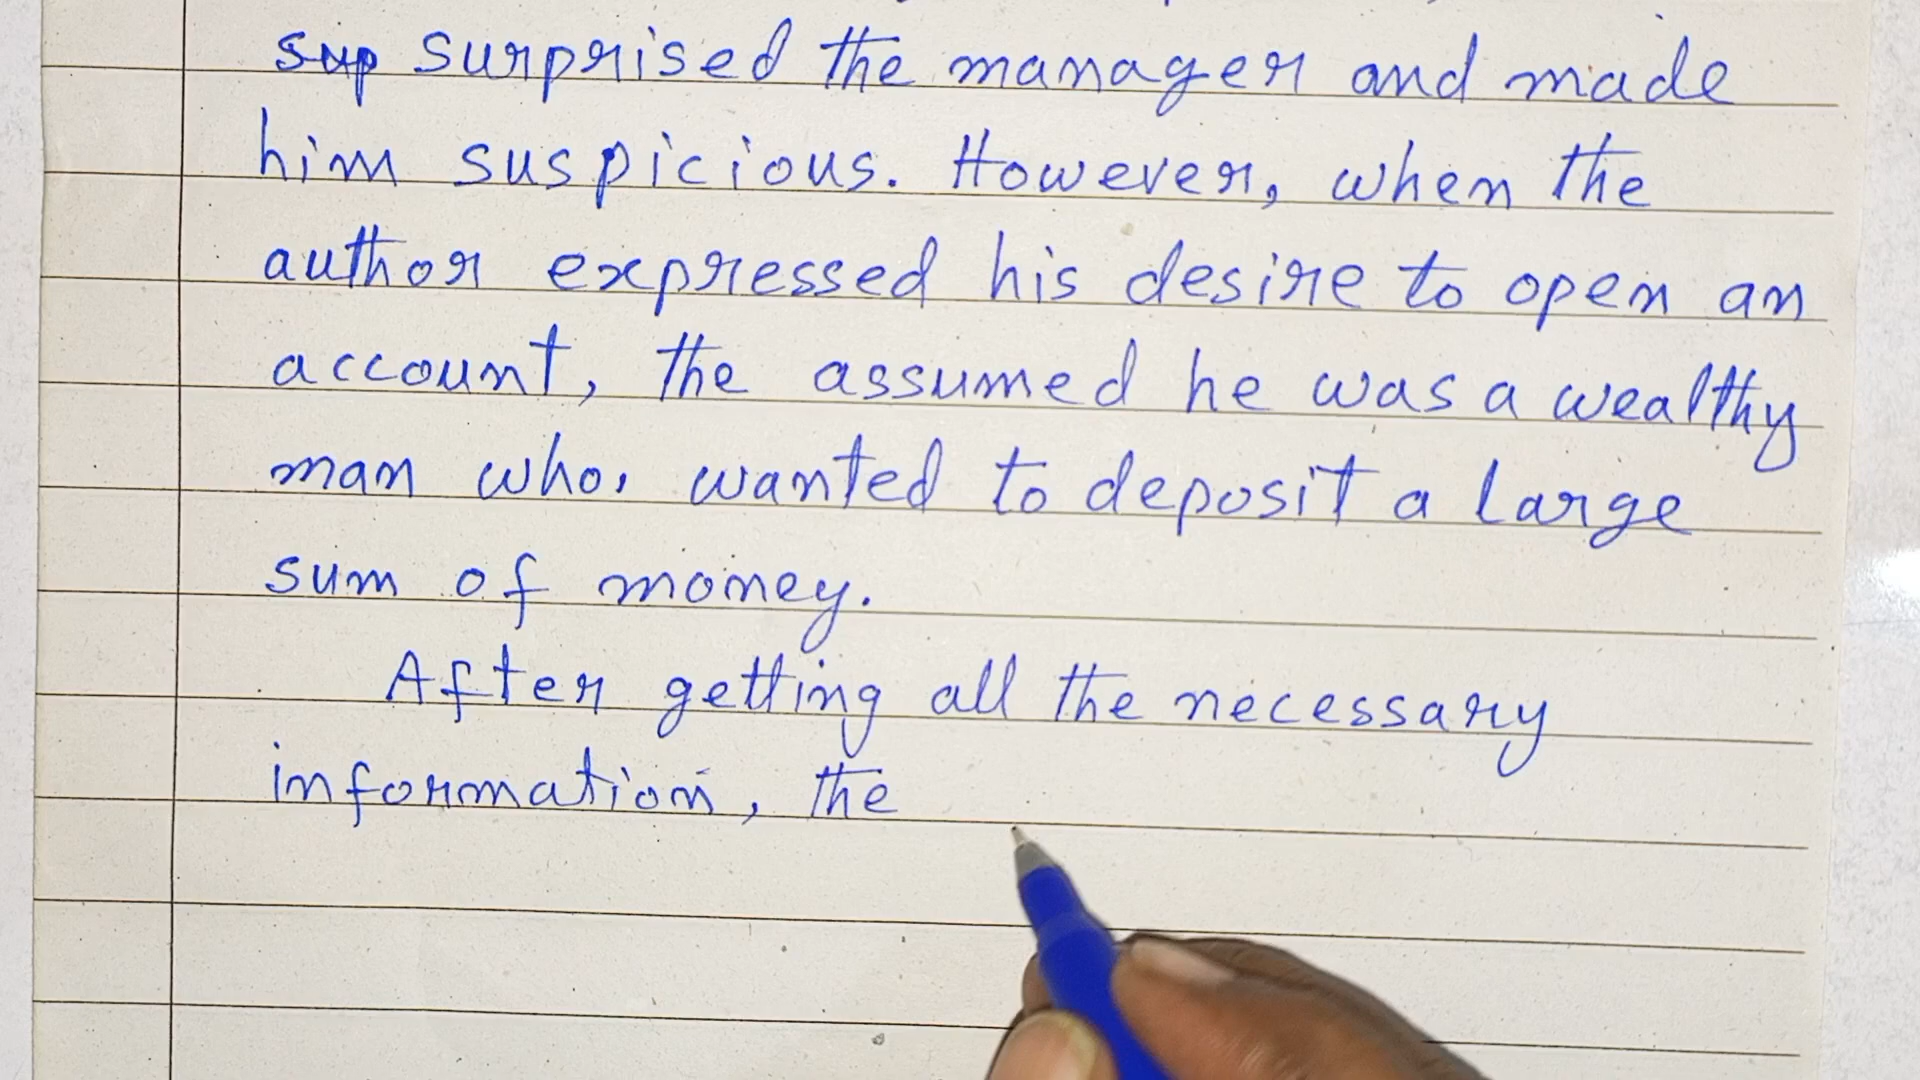 sup surprised the manager and made
him suspicious. However, when the
author expressed his desire to open an
account, the assumed he was a wealthy
man who, wanted to deposit a large
sum of money.
After getting all the necessary
information, the